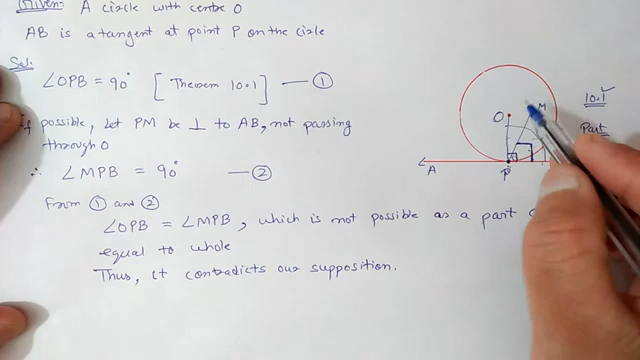 Given: A circle with centre O
AB is a tangent at point P on the circle
Sol.
∠OPB = 90° [Theorem 10.1] — ①
If possible, Let PM be ⊥ to AB, not passing
through O
∴ ∠MPB = 90° — ②
From ① and ②
∠OPB = ∠MPB, which is not possible as a part
equal to whole
Thus, it contradicts our supposition.
O
M
A
P
10.1
Part